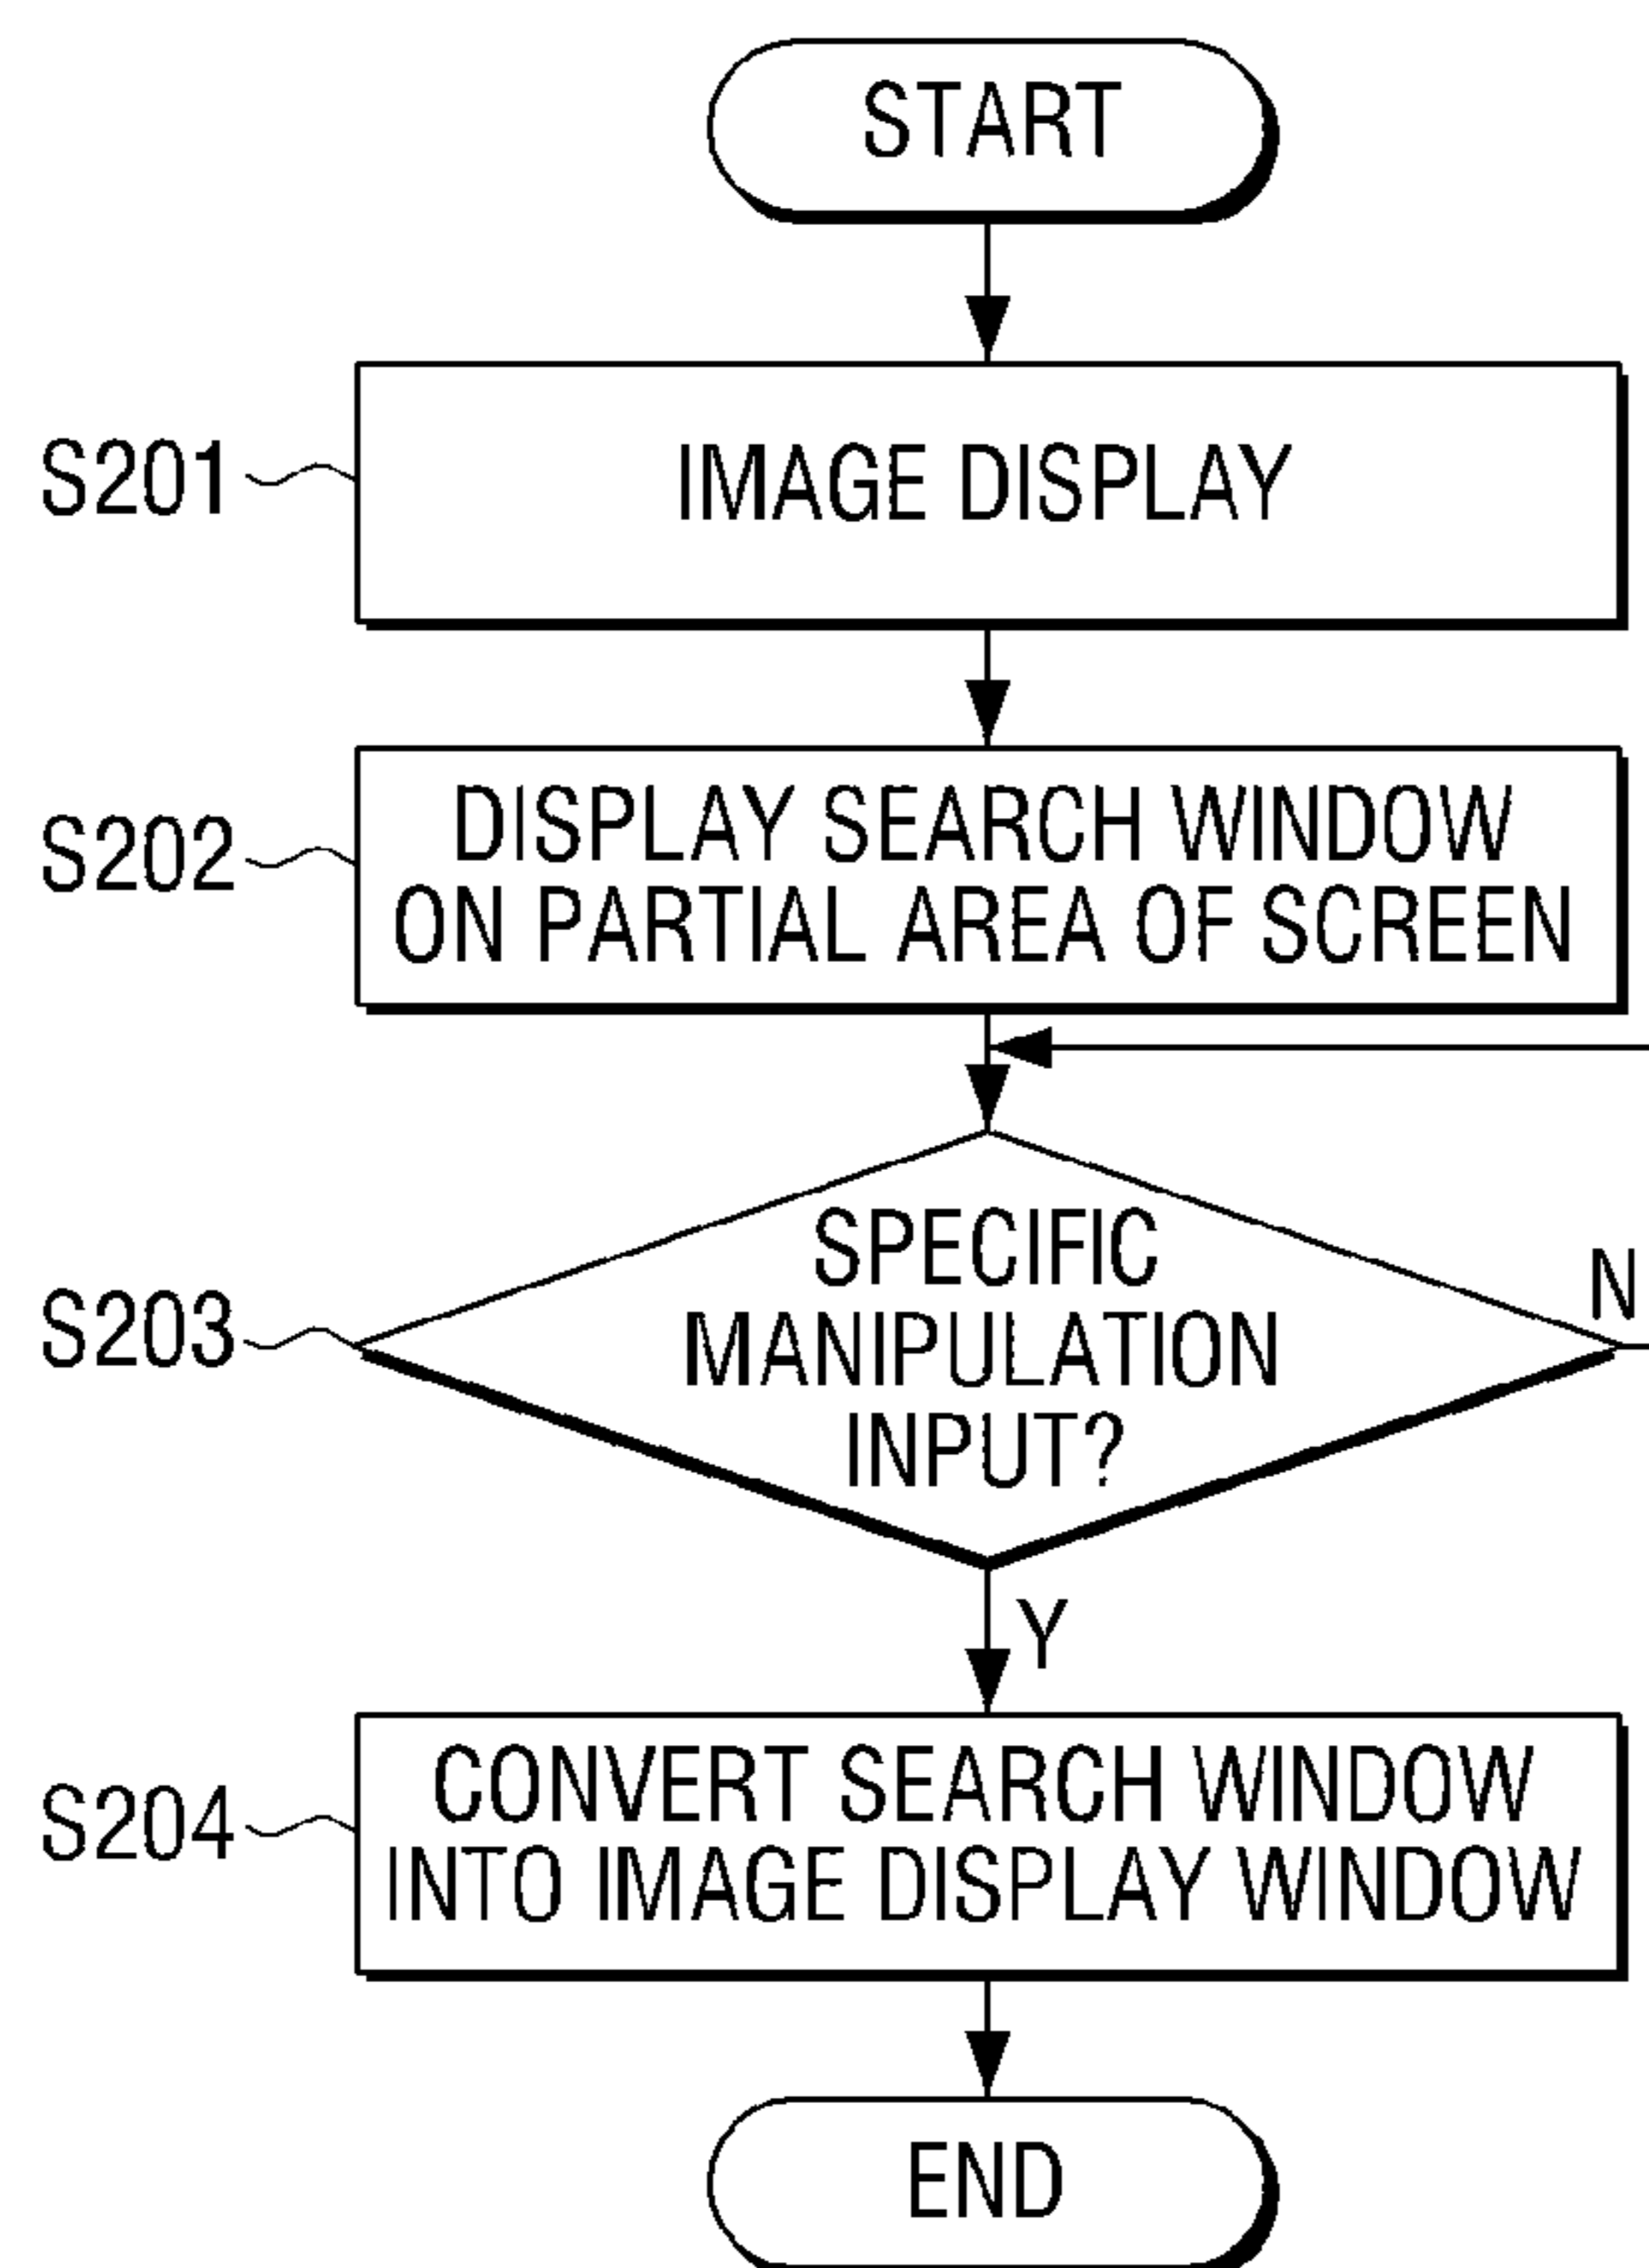 START
S201
IMAGE DISPLAY
S202
DISPLAY SEARCH WINDOW
ON PARTIAL AREA OF SCREEN
S203
SPECIFIC
MANIPULATION
INPUT?
N
Y
S204
CONVERT SEARCH WINDOW
INTO IMAGE DISPLAY WINDOW
END